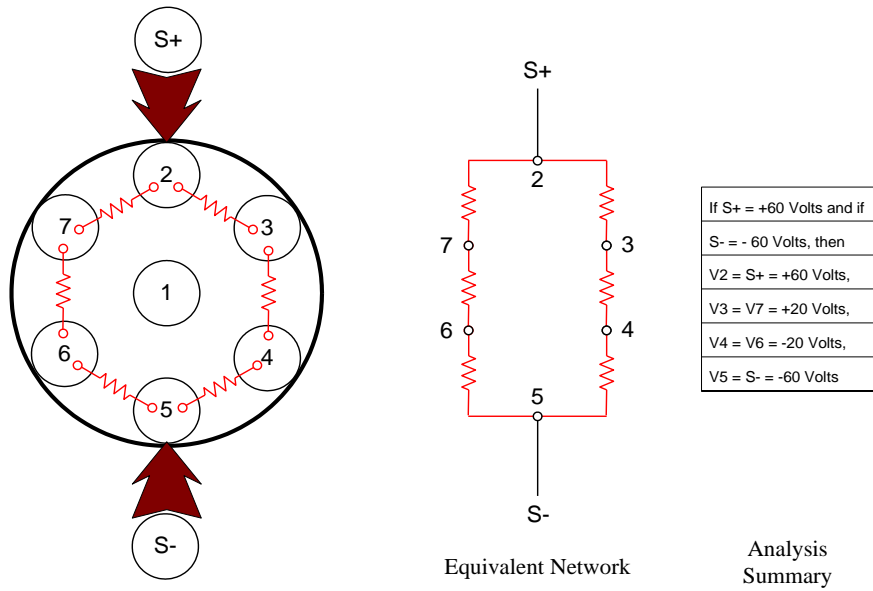 S+
2
7
3
1
6
4
5
S-
S+
2
7
3
6
4
5
S-
Equivalent Network
If S+ = +60 Volts and if
S- = - 60 Volts, then
V2 = S+ = +60 Volts,
V3 = V7 = +20 Volts,
V4 = V6 = -20 Volts,
V5 = S- = -60 Volts
Analysis
Summary